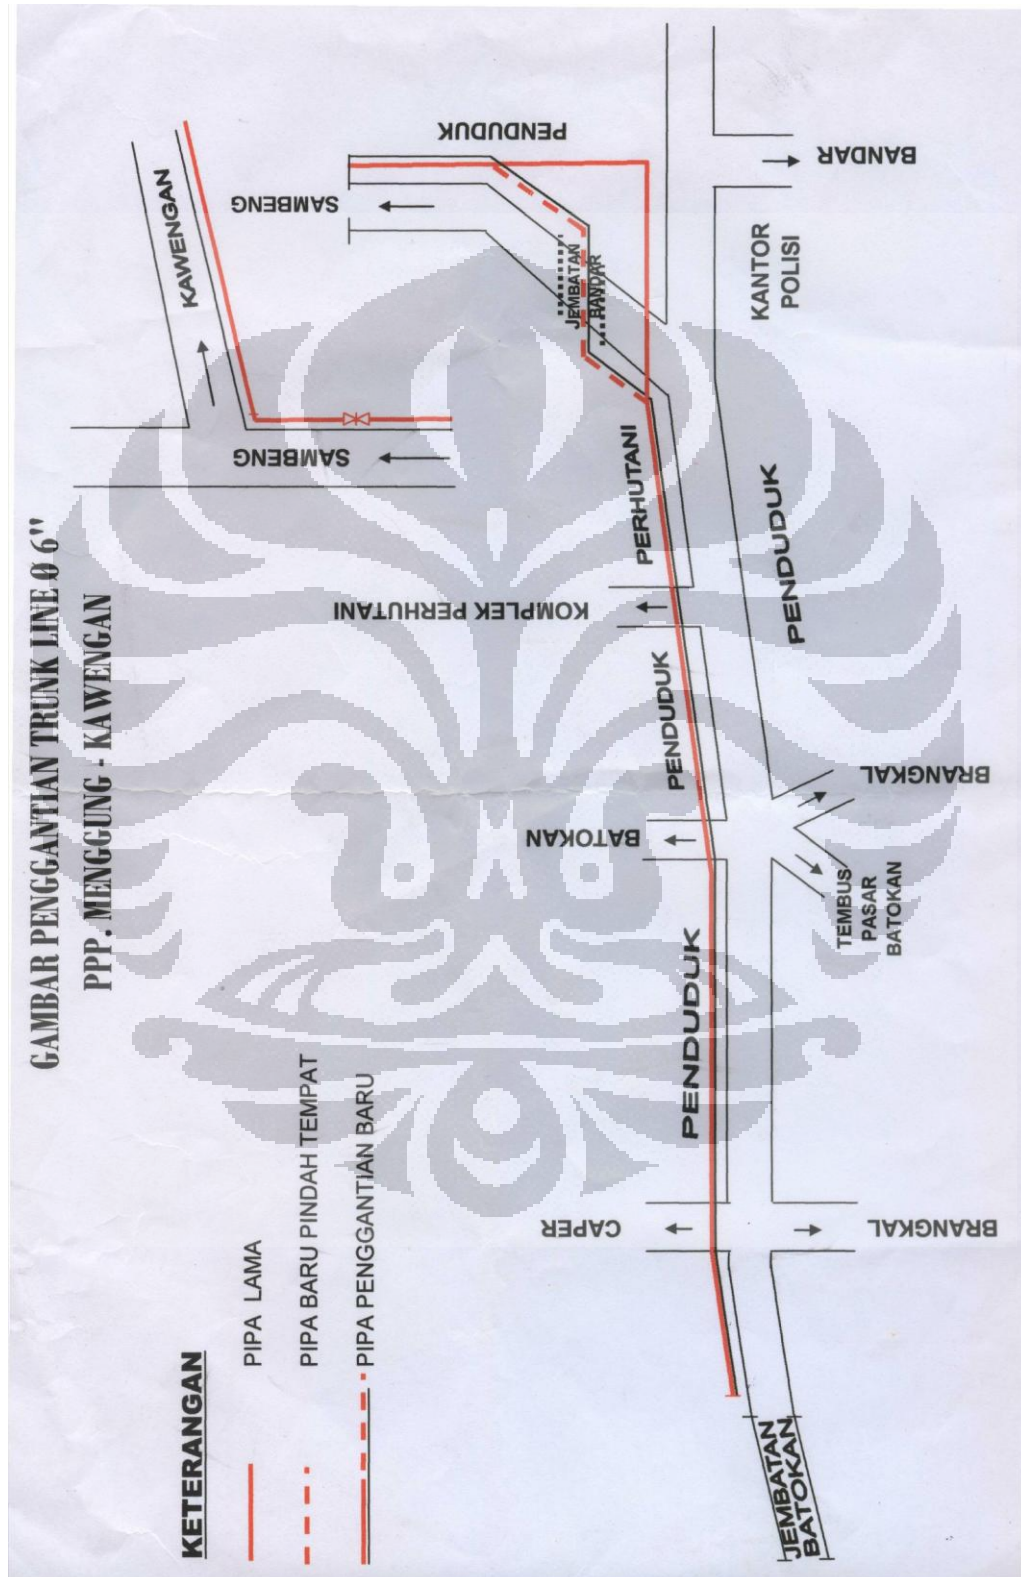 GAMBAR PENGGANTIAN TRUNK LINE Ø 6"
PPP. MENGGUNG - KAWENGAN
KAWENGAN
SAMBENG
SAMBENG
PENDUDUK
JEMBATAN
BANDAR
BANDAR
KANTOR
POLISI
PERHUTANI
KOMPLEK PERHUTANI
PENDUDUK
PENDUDUK
BATOKAN
BRANGKAL
TEMBUS
PASAR
BATOKAN
PENDUDUK
CAPER
BRANGKAL
JEMBATAN
BATOKAN
KETERANGAN
PIPA LAMA
PIPA BARU PINDAH TEMPAT
PIPA PENGGANTIAN BARU